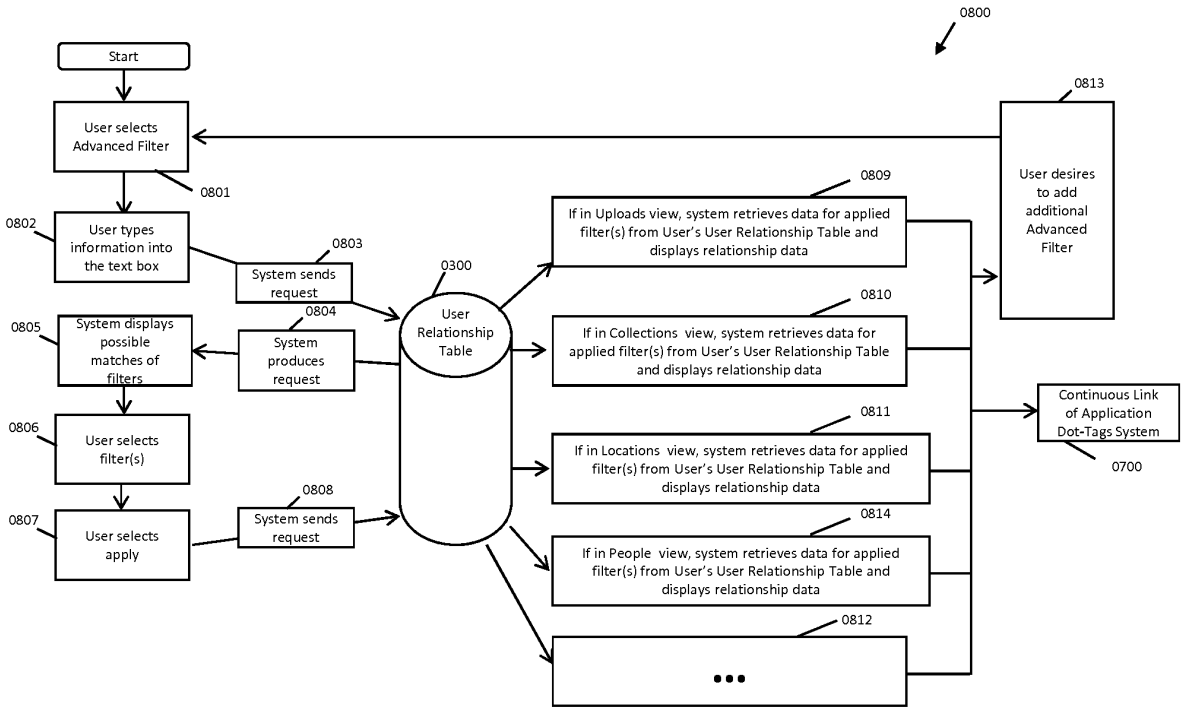 0800
Start
0813
User selects
Advanced Filter
0801
0809
User desires
to add
additional
Advanced
Filter
0802
User types
information into
the text box
If in Uploads view, system retrieves data for applied
filter(s) from User's User Relationship Table and
displays relationship data
0803
System sends
request
0300
User
Relationship
Table
0810
0804
System
produces
request
0805
System displays
possible
matches of
filters
If in Collections view, system retrieves data for
applied filter(s) from User's User Relationship Table
and displays relationship data
Continuous Link
of Application
Dot-Tags System
0700
0806
User selects
filter(s)
0811
If in Locations view, system retrieves data for applied
filter(s) from User's User Relationship Table and
displays relationship data
0807
User selects
apply
0808
System sends
request
0814
If in People view, system retrieves data for applied
filter(s) from User's User Relationship Table and
displays relationship data
0812
•••